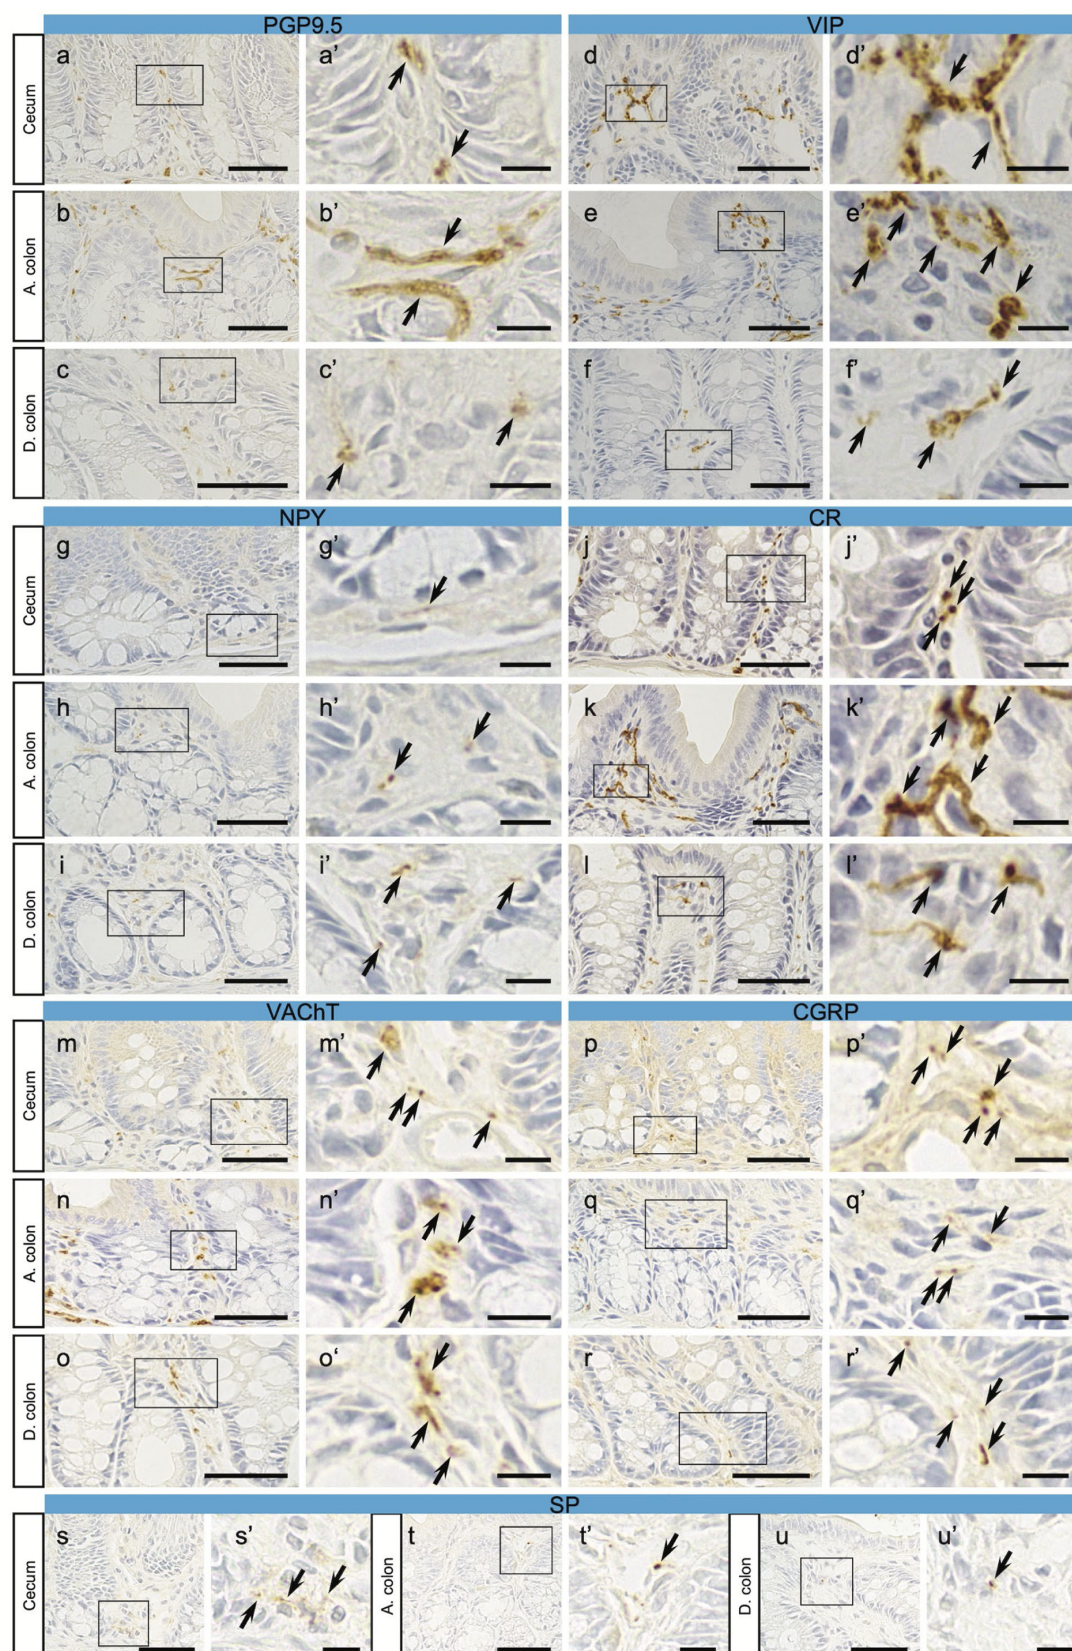 PGP9.5 VIP
Cecum a a’ d d’
A. colon b b’ e e’
D. colon c c’ f f’
NPY CR
Cecum g g’ j j’
A. colon h h’ k k’
D. colon i i’ l l’
VAChT CGRP
Cecum m m’ p p’
A. colon n n’ q q’
D. colon o o‘ r r’
SP
Cecum s s’ A. colon t t’ D. colon u u’